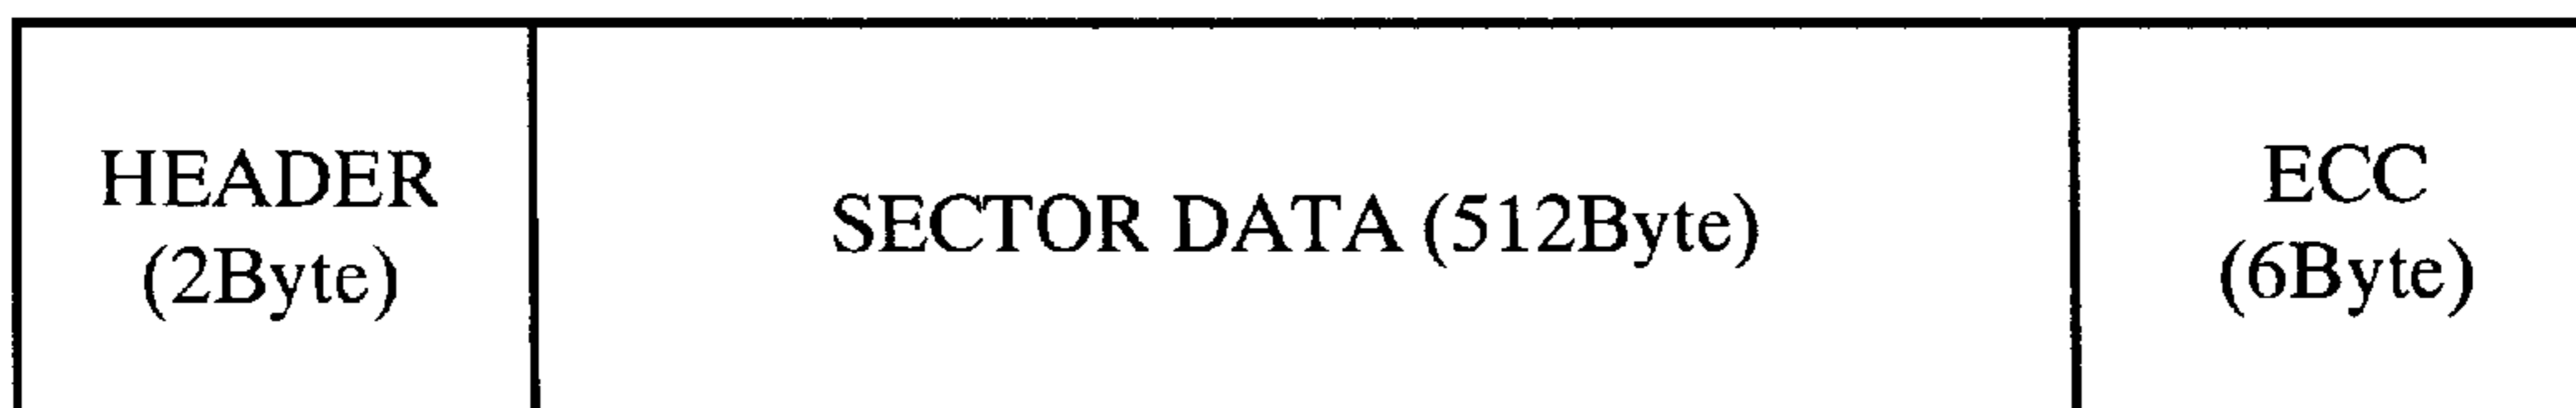 HEADER
(2Byte)
SECTOR DATA (512Byte)
ECC
(6Byte)